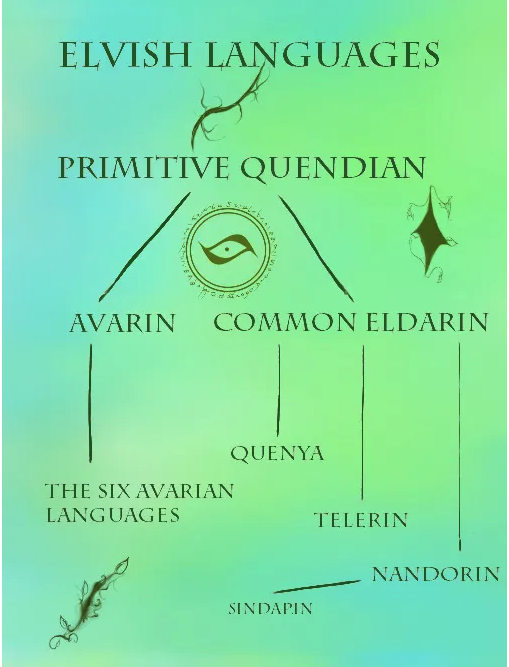 ELVISH LANGUAGES
PRIMITIVE QUENDIAN
AVARIN
COMMON ELDARIN
QUENYA
THE SIX AVARIAN
LANGUAGES
TELERIN
NANDORIN
SINDAPIN